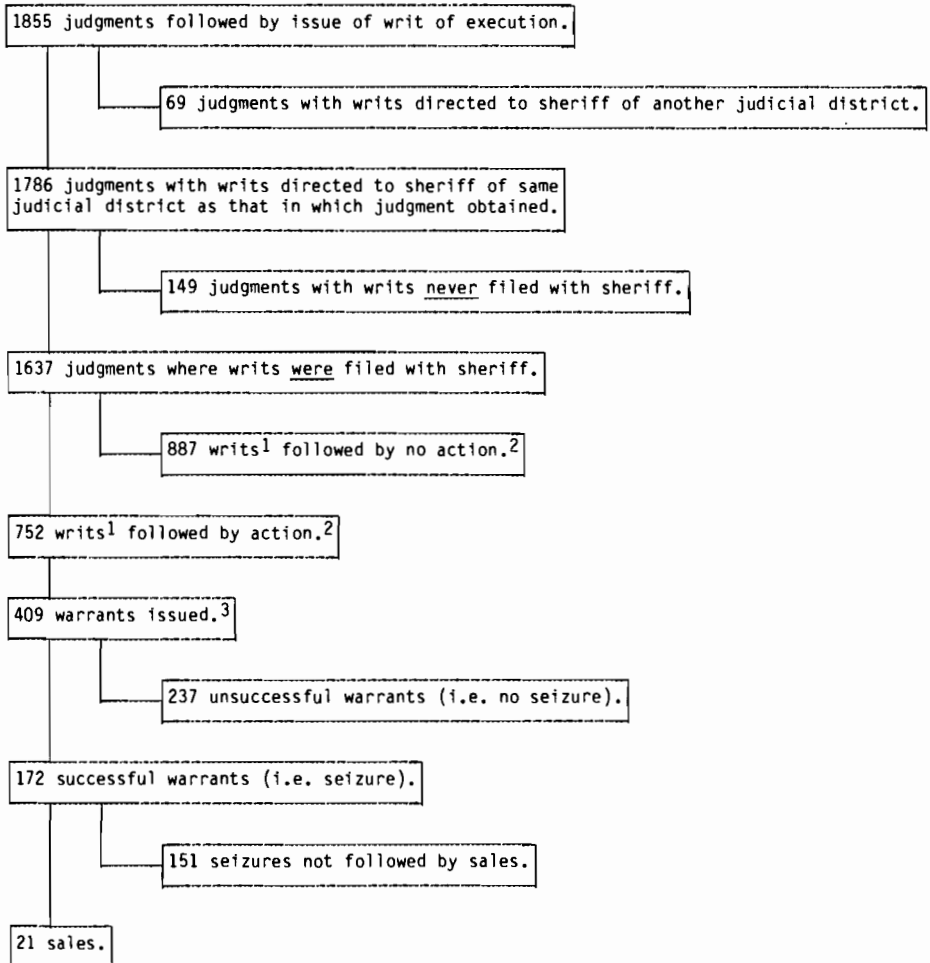 1855 judgments followed by issue of writ of execution.
69 judgments with writs directed to sheriff of another judicial district.
1786 judgments with writs directed to sheriff of same
judicial district as that in which judgment obtained.
149 judgments with writs never filed with sheriff.
1637 judgments where writs were filed with sheriff.
887 writs¹ followed by no action.²
752 writs¹ followed by action.²
409 warrants issued.³
237 unsuccessful warrants (i.e. no seizure).
172 successful warrants (i.e. seizure).
151 seizures not followed by sales.
21 sales.